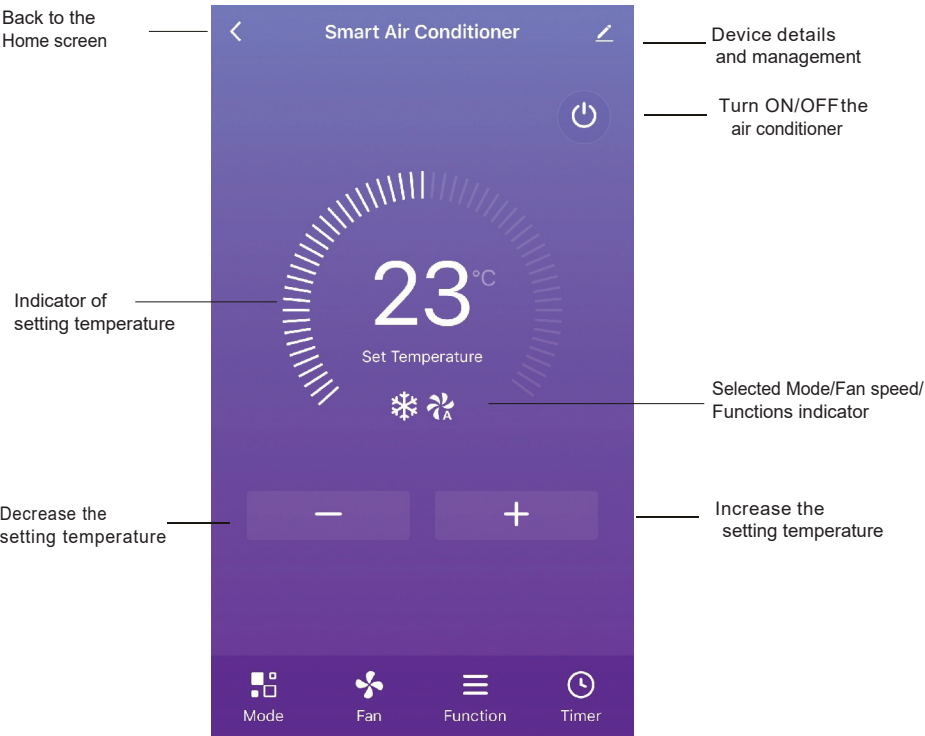 Back to the
Home screen
Smart Air Conditioner
Device details
and management
Turn ON/OFF the
air conditioner
23°C
Set Temperature
Indicator of
setting temperature
A
Selected Mode/Fan speed/
Functions indicator
Decrease the
setting temperature
Increase the
setting temperature
Mode
Fan
Function
Timer